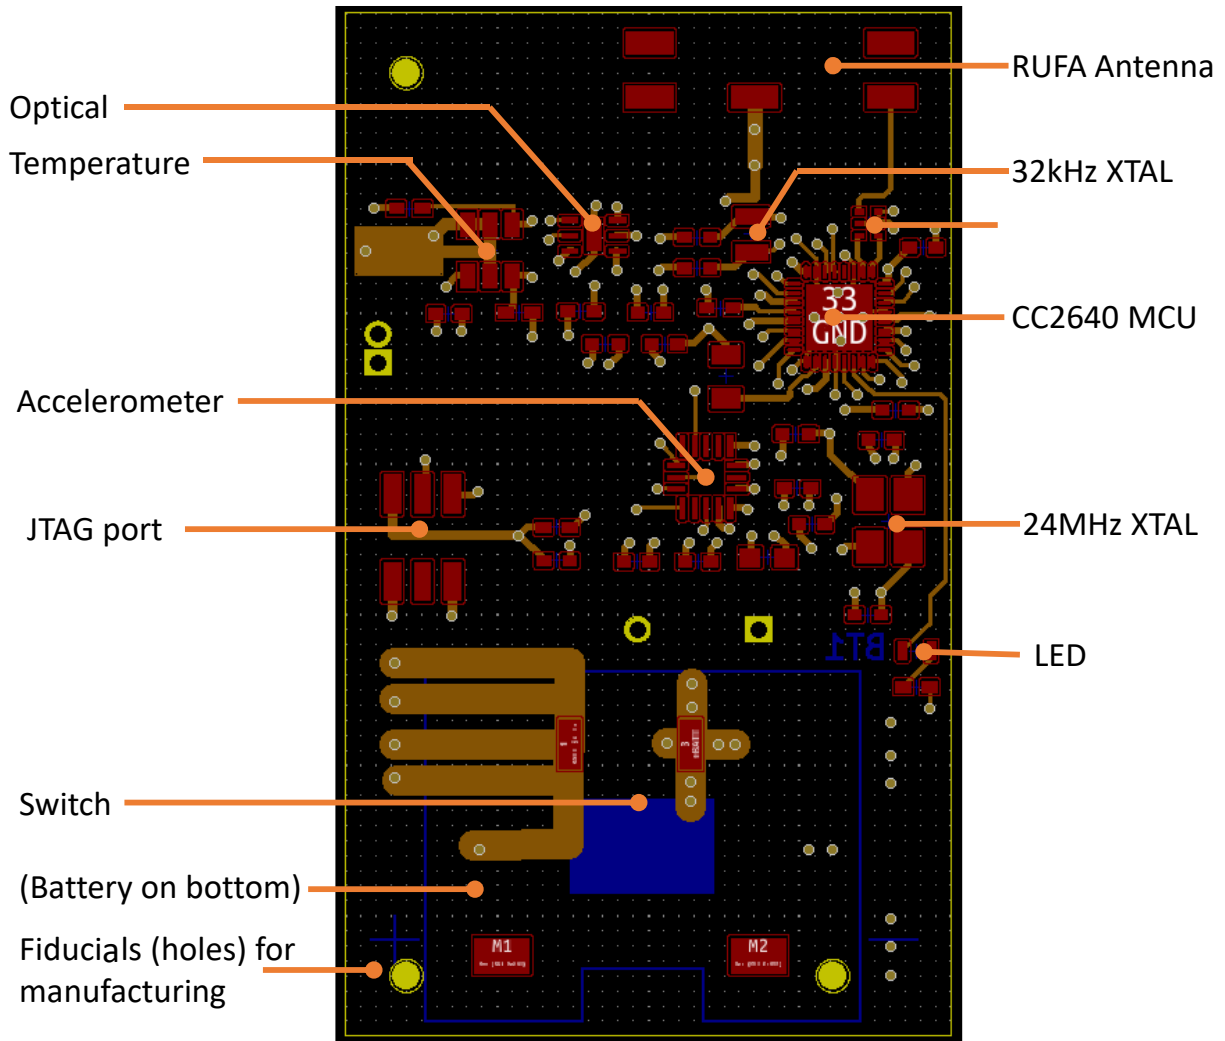 Optical
Temperature
Accelerometer
JTAG port
Switch
(Battery on bottom)
Fiducials (holes) for
manufacturing
RUFA Antenna
32kHz XTAL
CC2640 MCU
24MHz XTAL
LED
33
GND
BT1
M1
M2